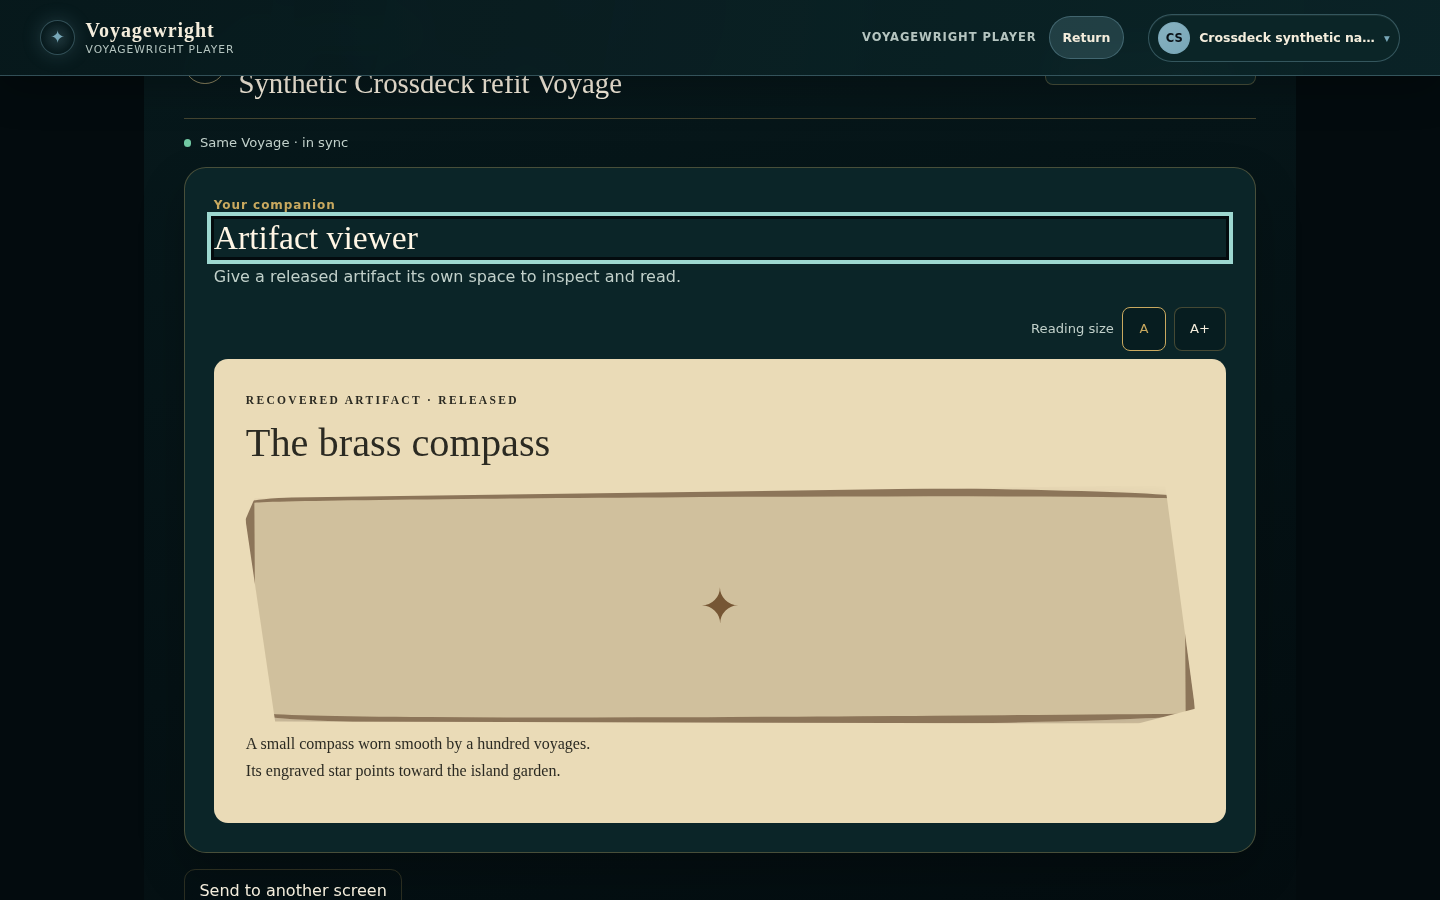 Voyagewright
VOYAGEWRIGHT PLAYER
VOYAGEWRIGHT PLAYER
Return
CS
Crossdeck synthetic na...
Synthetic Crossdeck refit Voyage
Same Voyage · in sync
Your companion
Artifact viewer
Give a released artifact its own space to inspect and read.
Reading size
A
A+
RECOVERED ARTIFACT · RELEASED
The brass compass
A small compass worn smooth by a hundred voyages.
Its engraved star points toward the island garden.
Send to another screen